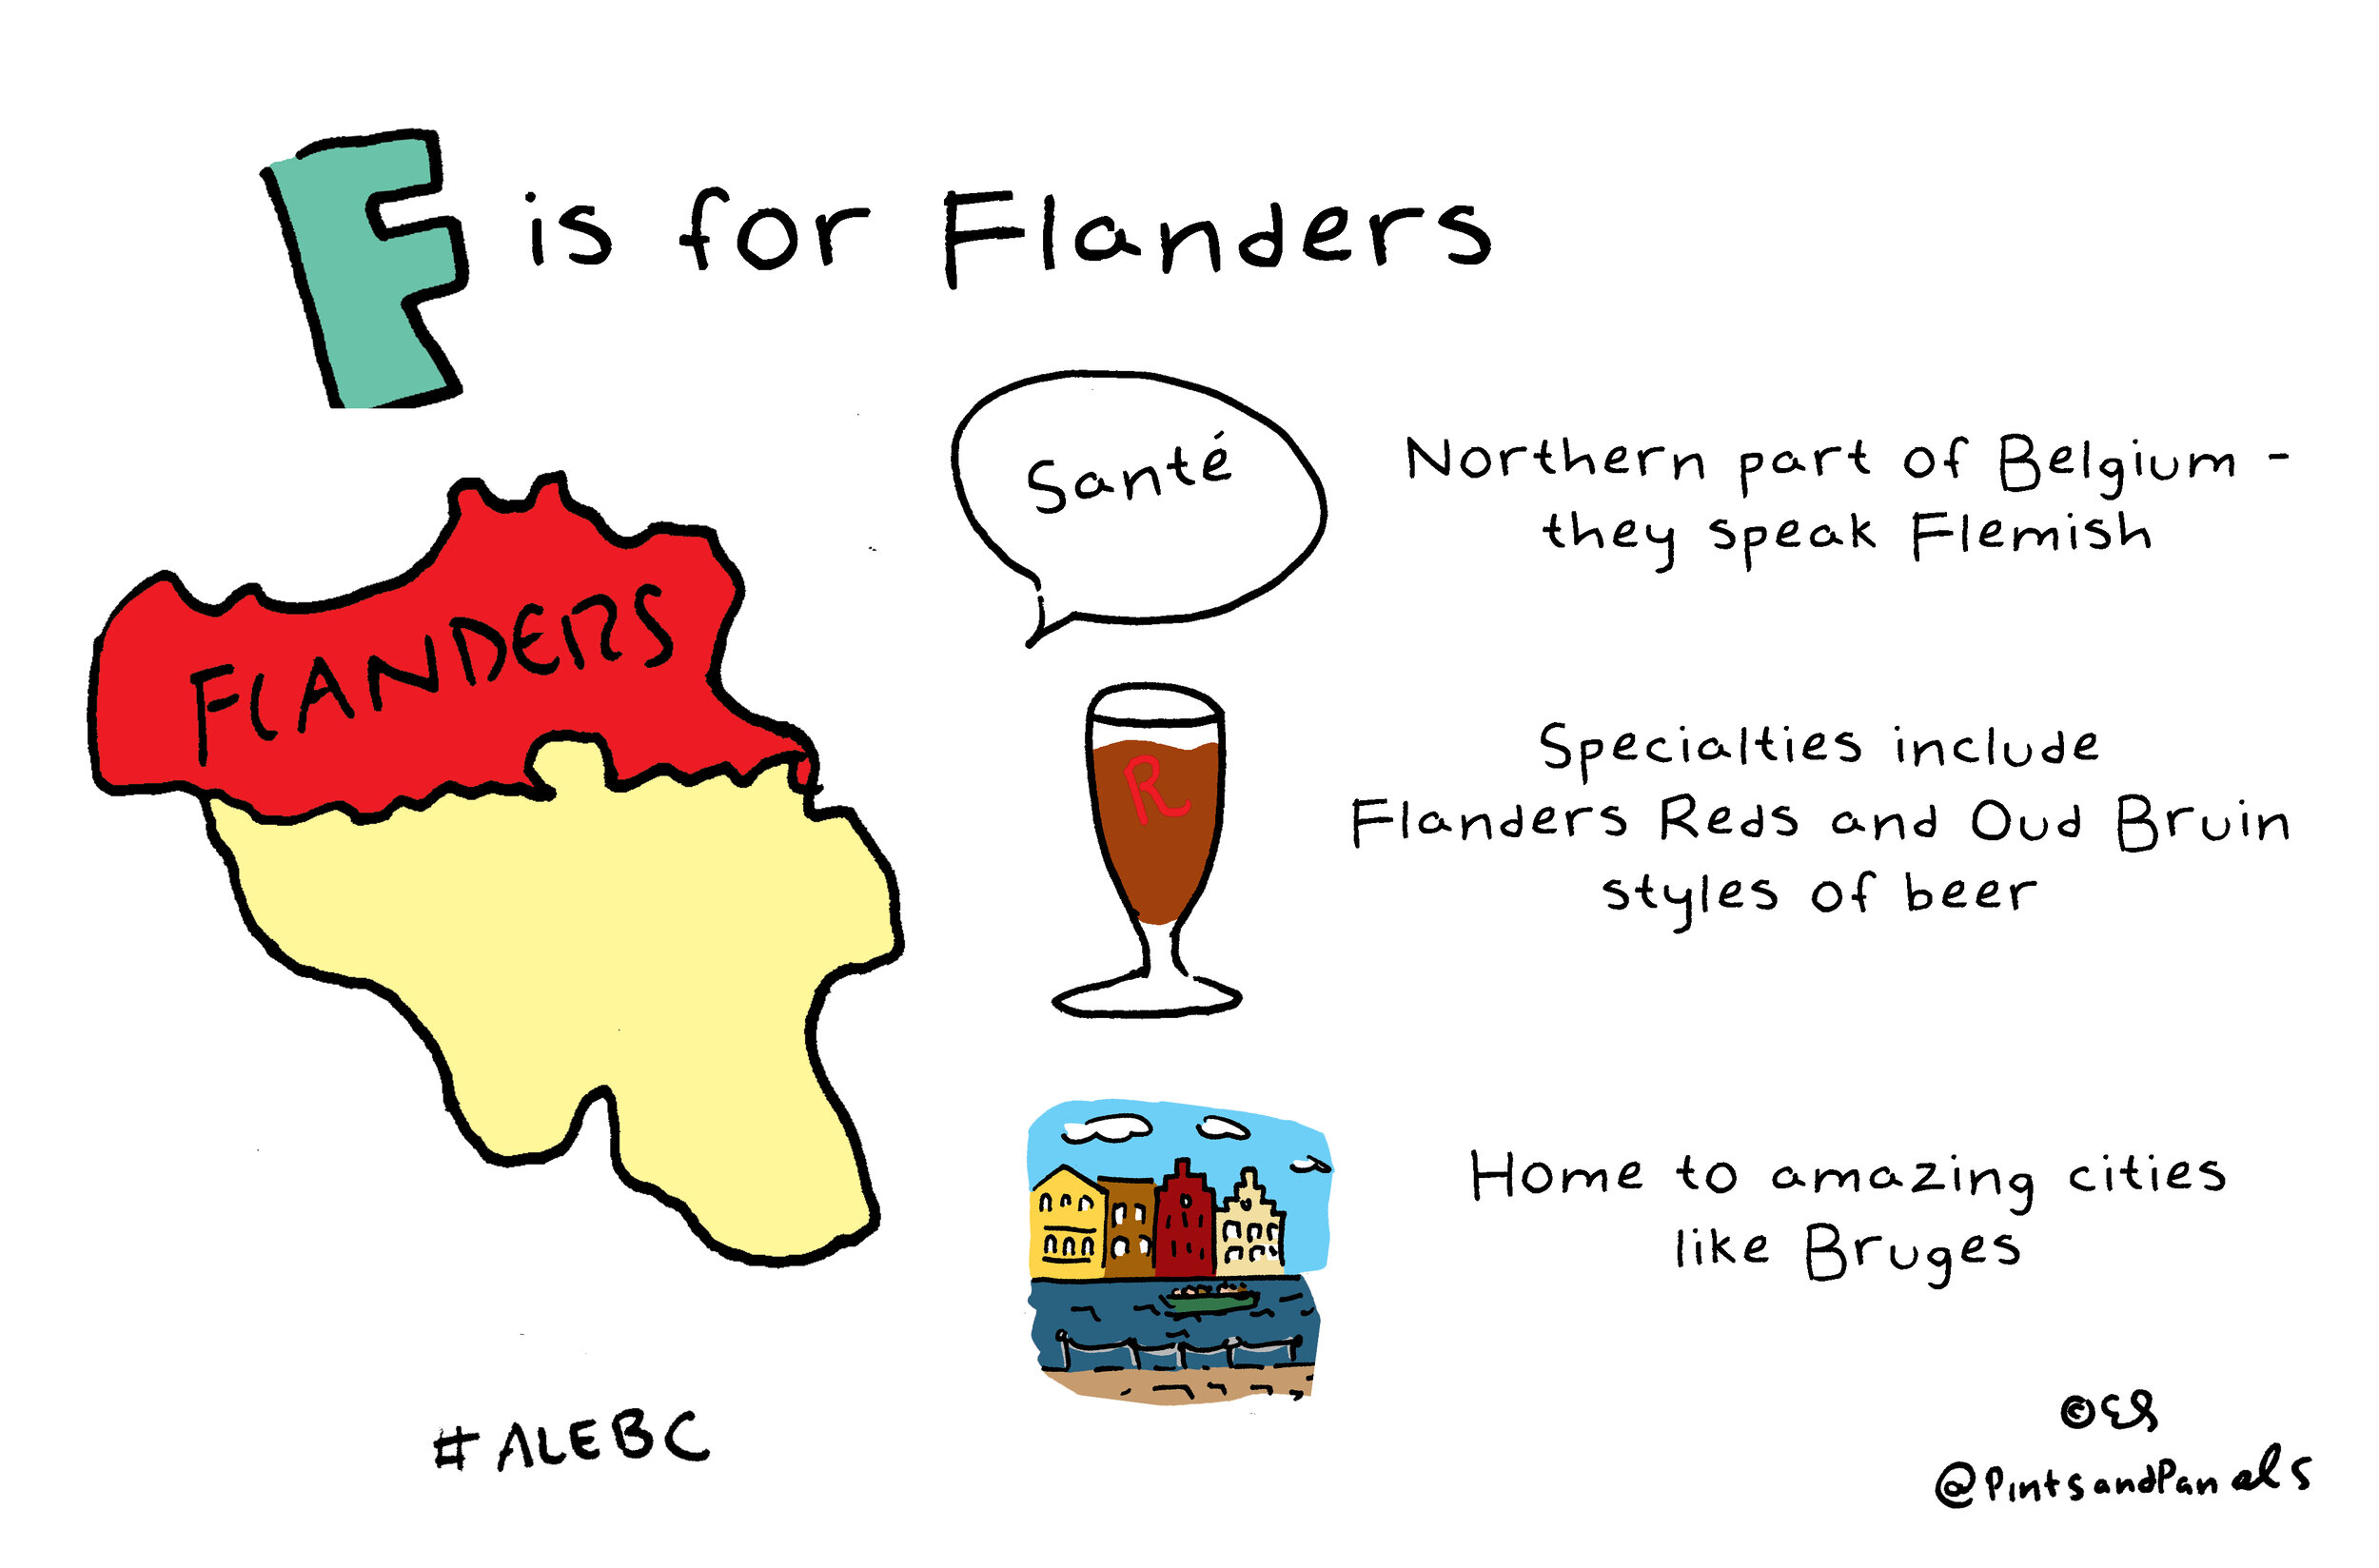 F is for Flanders
Santé
Northern part of Belgium -
they speak Flemish
FLANDERS
R
Specialties include
Flanders Reds and Oud Bruin
styles of beer
Home to amazing cities
like Bruges
#ALEBC
©ES
@PintsandPanels